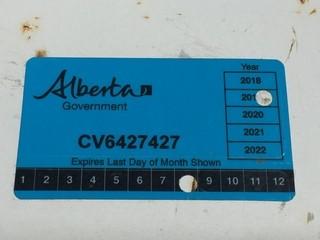 Alberta
Government
Year
2018
2020
2021
2022
CV6427427
Expires Last Day of Month Shown
1 2 3 4 5 6 7 9 10 11 12